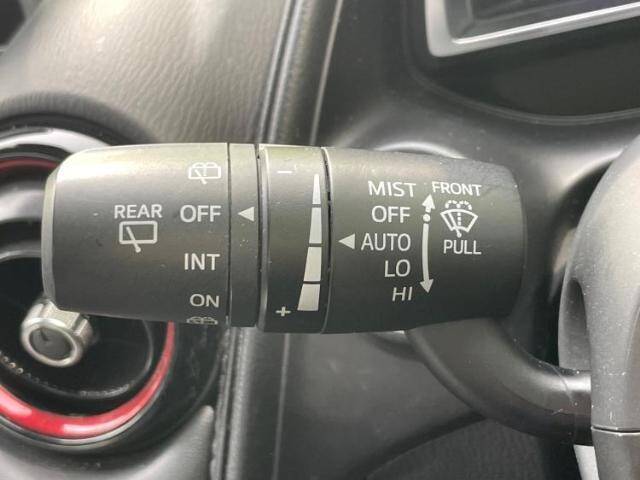 REAR
OFF
INT
ON
−
+
MIST
OFF
AUTO
LO
HI
FRONT
PULL